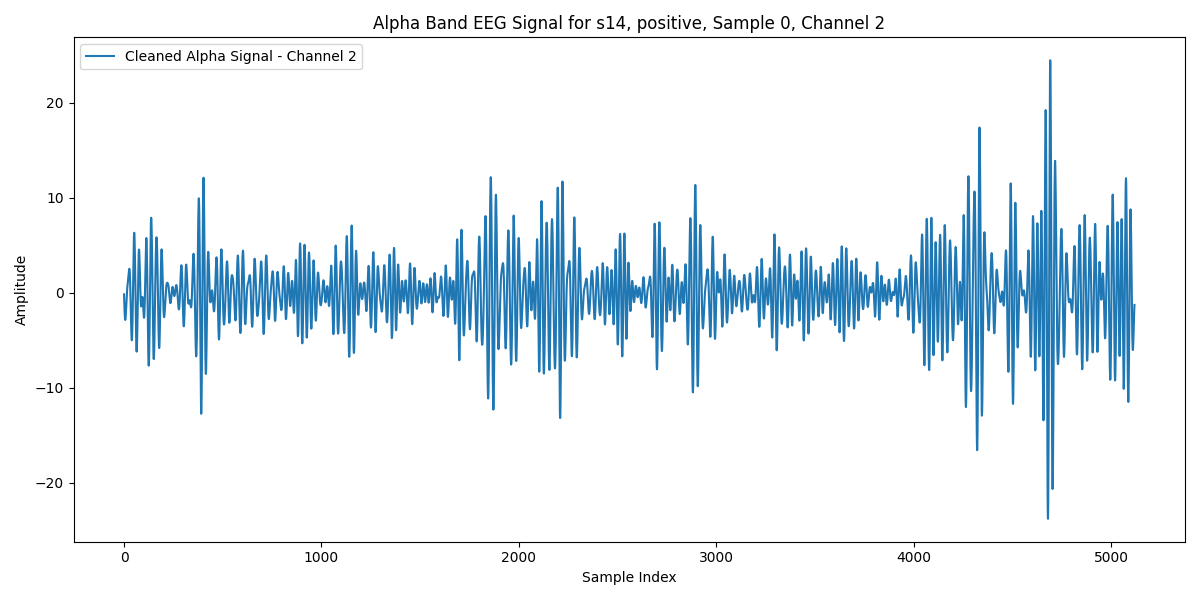 Alpha Band EEG Signal for s14, positive, Sample 0, Channel 2
Cleaned Alpha Signal - Channel 2
20
10
0
−10
−20
Amplitude
0 1000 2000 3000 4000 5000
Sample Index